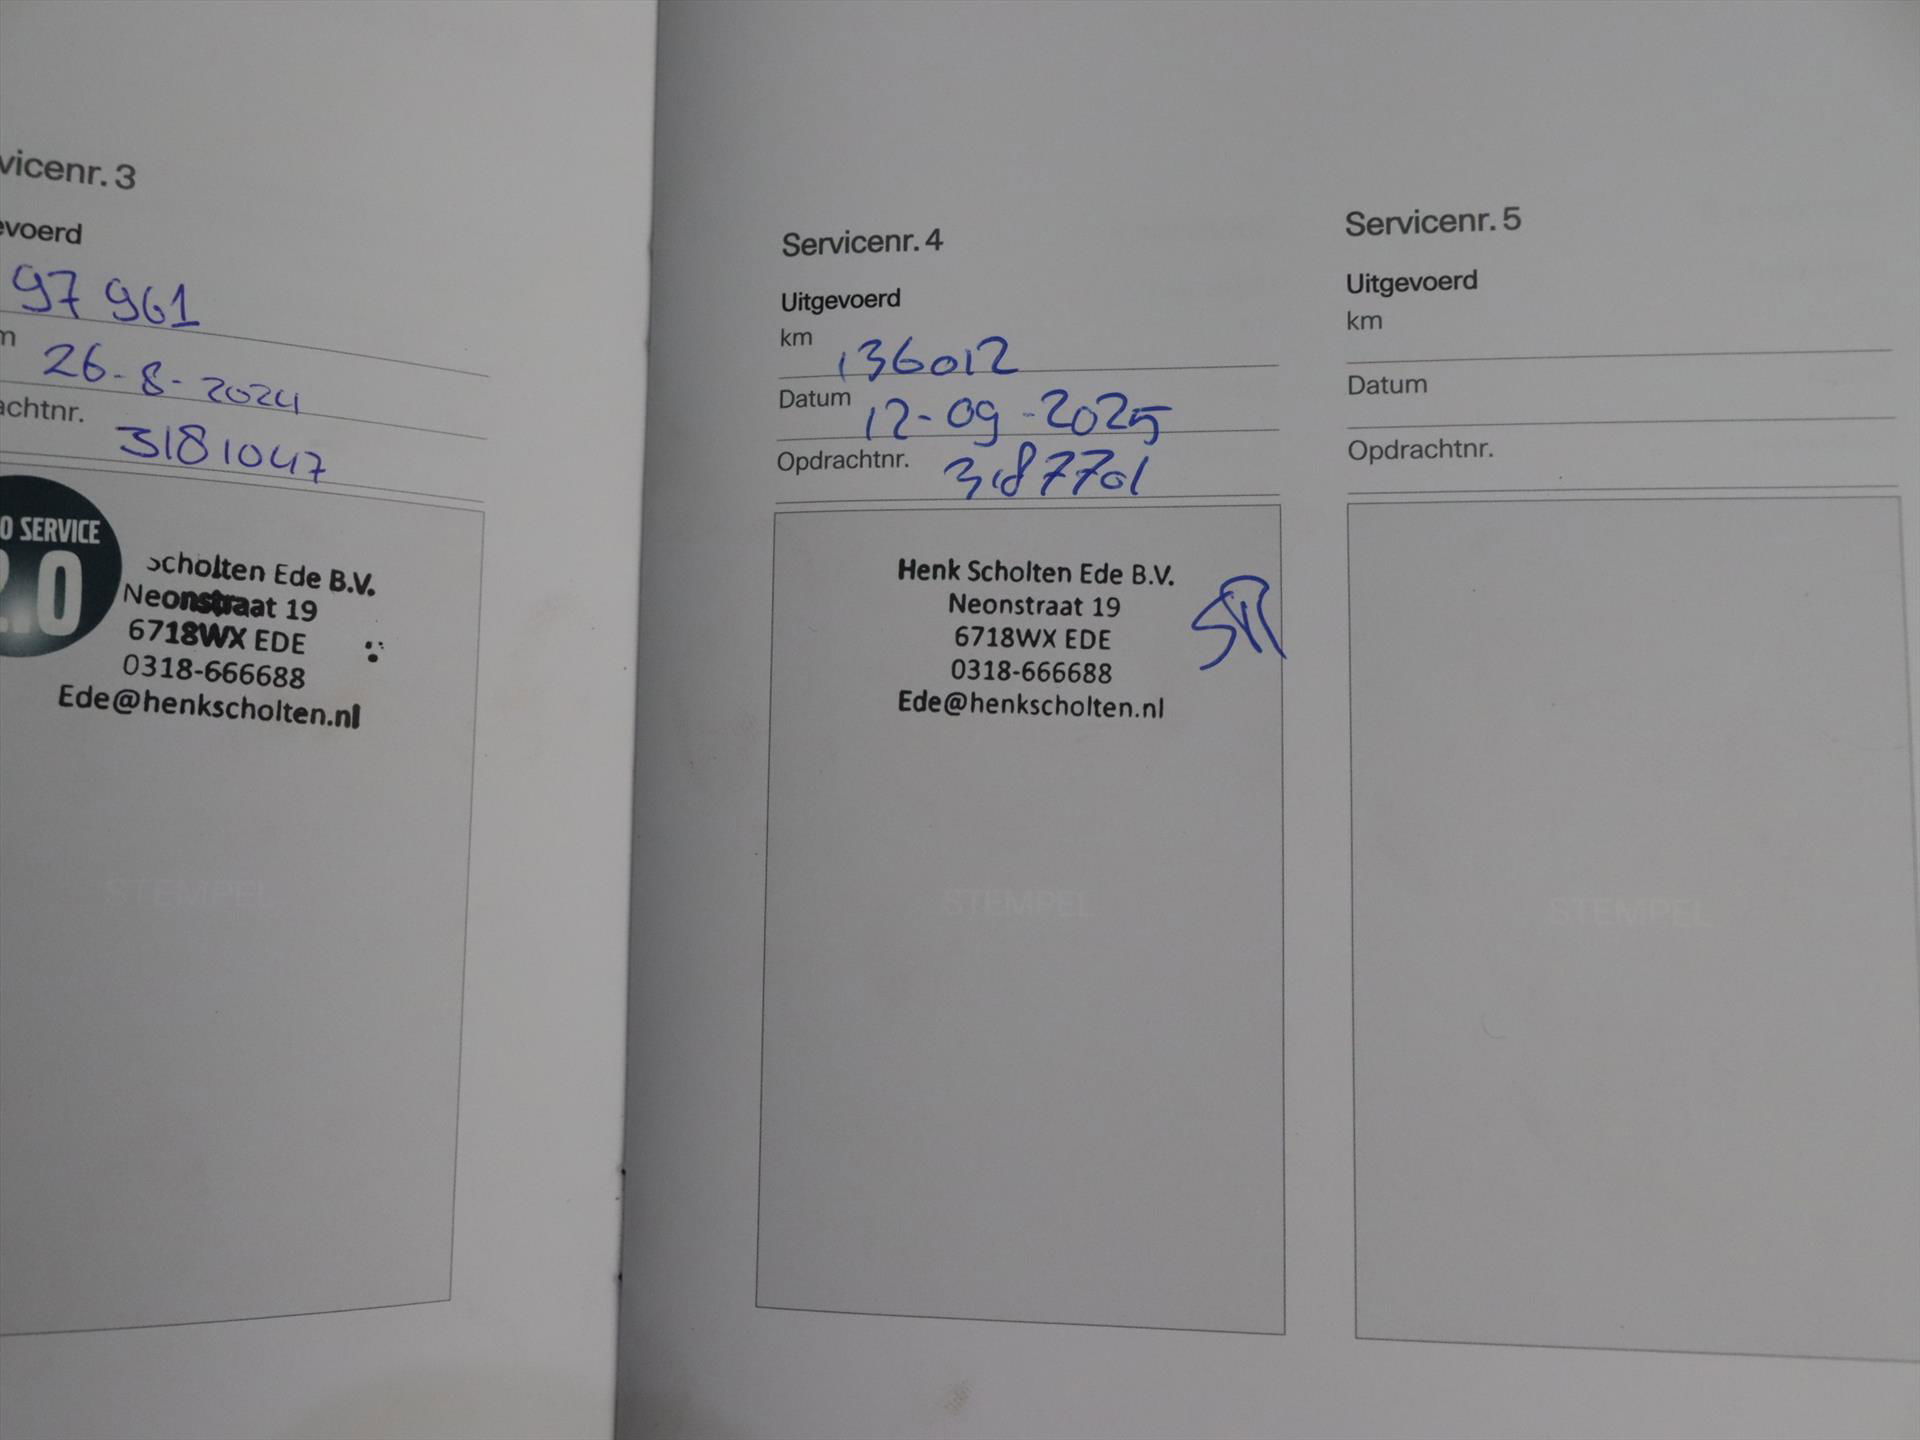 vicenr. 3
evoerd
97 961
m 26-8-2024
achtnr. 3181047
O SERVICE
2.0
Scholten Ede B.V.
Neonstraat 19
6718WX EDE
0318-666688
Ede@henkscholten.nl
STEMPEL
Servicenr. 4
Uitgevoerd
km 136012
Datum 12-09-2025
Opdrachtnr. 3187701
Henk Scholten Ede B.V.
Neonstraat 19
6718WX EDE
0318-666688
Ede@henkscholten.nl
STEMPEL
Servicenr. 5
Uitgevoerd
km
Datum
Opdrachtnr.
STEMPEL